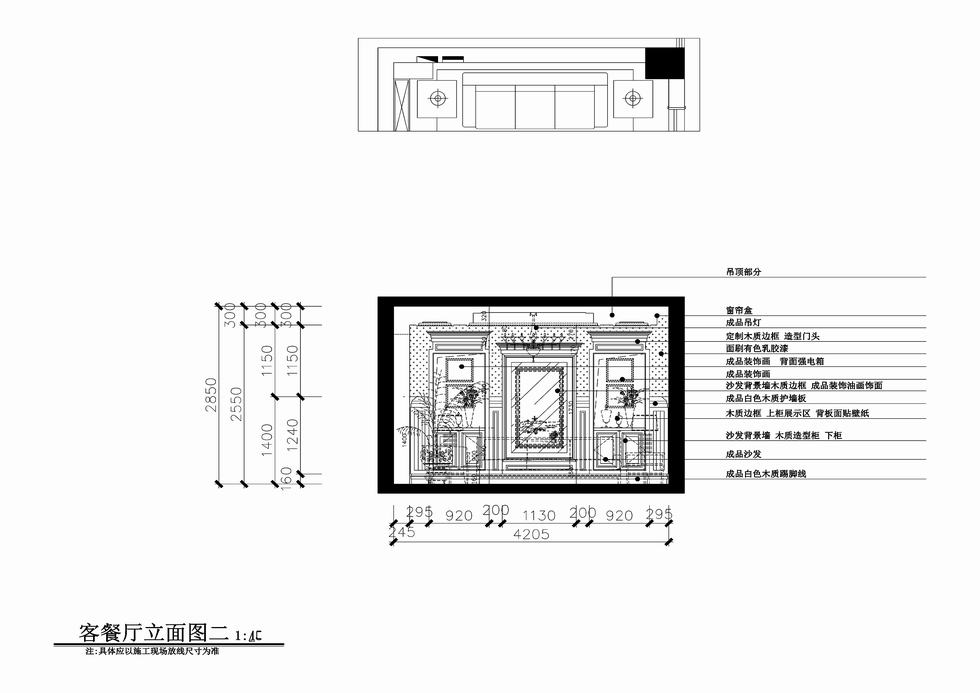 吊顶部分
窗帘盒
成品吊灯
定制木质边框 造型门头
面刷有色乳胶漆
成品装饰画 背面强电箱
成品装饰画
沙发背景墙木质边框 成品装饰油画饰面
成品白色木质护墙板
木质边框 上柜展示区 背板面贴壁纸
沙发背景墙 木质造型柜 下柜
成品沙发
成品白色木质踢脚线
300 300 300
1150 1150
2850 2550
1400 1240
160
295 920 200 1130 200 920 295
245 4205
客餐厅立面图二 1:
注:具体应以施工现场放线尺寸为准